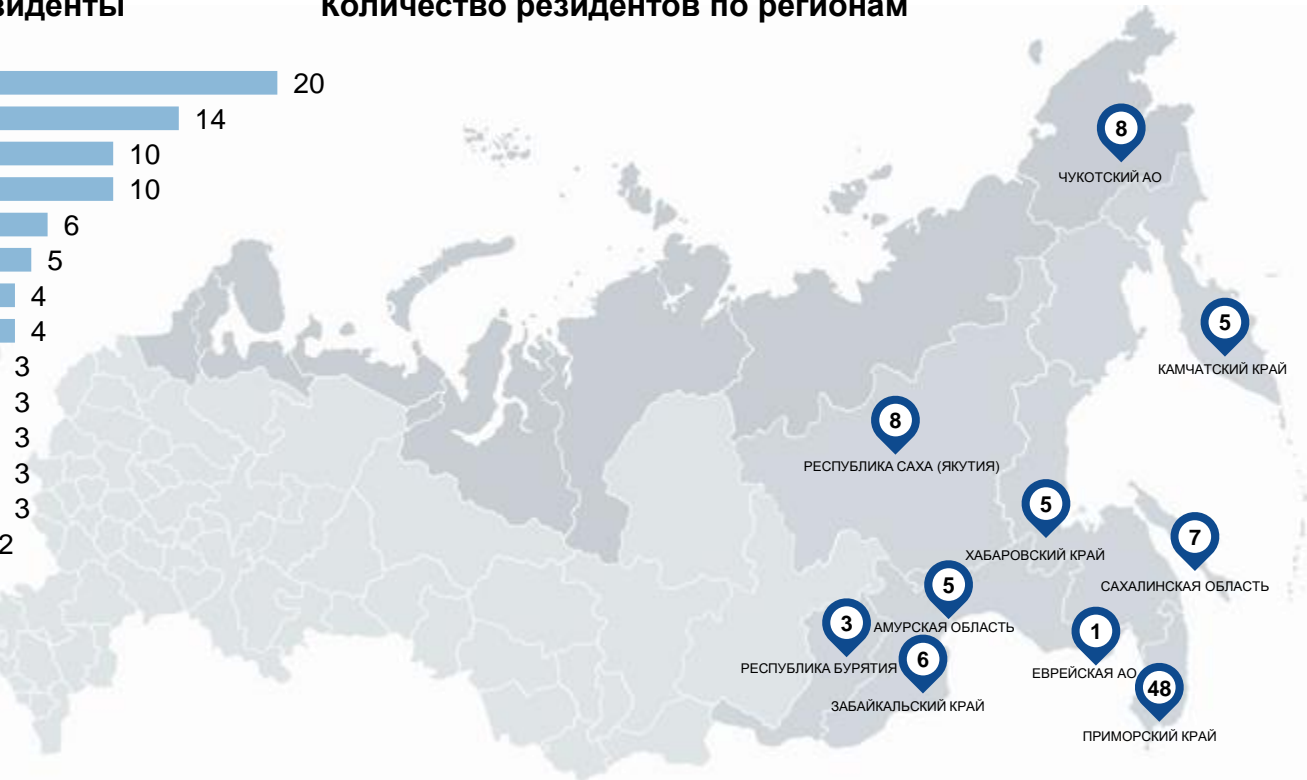 зиденты
Количество резидентов по регионам
20
14
10
10
6
5
4
4
3
3
3
3
3
2
8
ЧУКОТСКИЙ АО
5
КАМЧАТСКИЙ КРАЙ
8
РЕСПУБЛИКА САХА (ЯКУТИЯ)
5
ХАБАРОВСКИЙ КРАЙ
7
САХАЛИНСКАЯ ОБЛАСТЬ
5
АМУРСКАЯ ОБЛАСТЬ
3
РЕСПУБЛИКА БУРЯТИЯ
6
ЗАБАЙКАЛЬСКИЙ КРАЙ
1
ЕВРЕЙСКАЯ АО
48
ПРИМОРСКИЙ КРАЙ